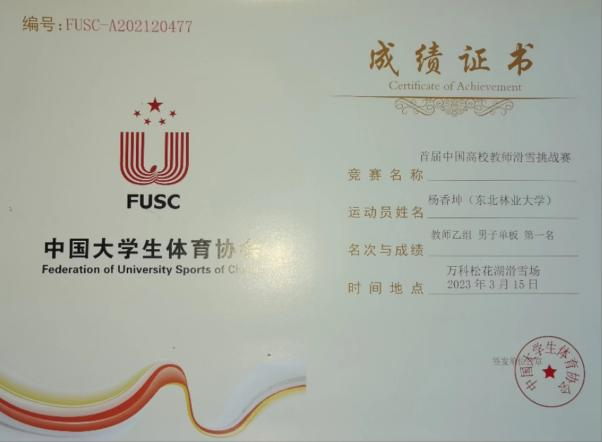 编号:FUSC-A202120477
FUSC
中国大学生体育协会
Federation of University Sports of Ch
成绩证书
Certificate of Achievement
首届中国高校教师滑雪挑战赛
竞赛名称
杨香坤（东北林业大学）
运动员姓名
教师乙组 男子单板 第一名
名次与成绩
万科松花湖滑雪场
时间地点
2023年3月15日
签发单位
中国大学生体育协会